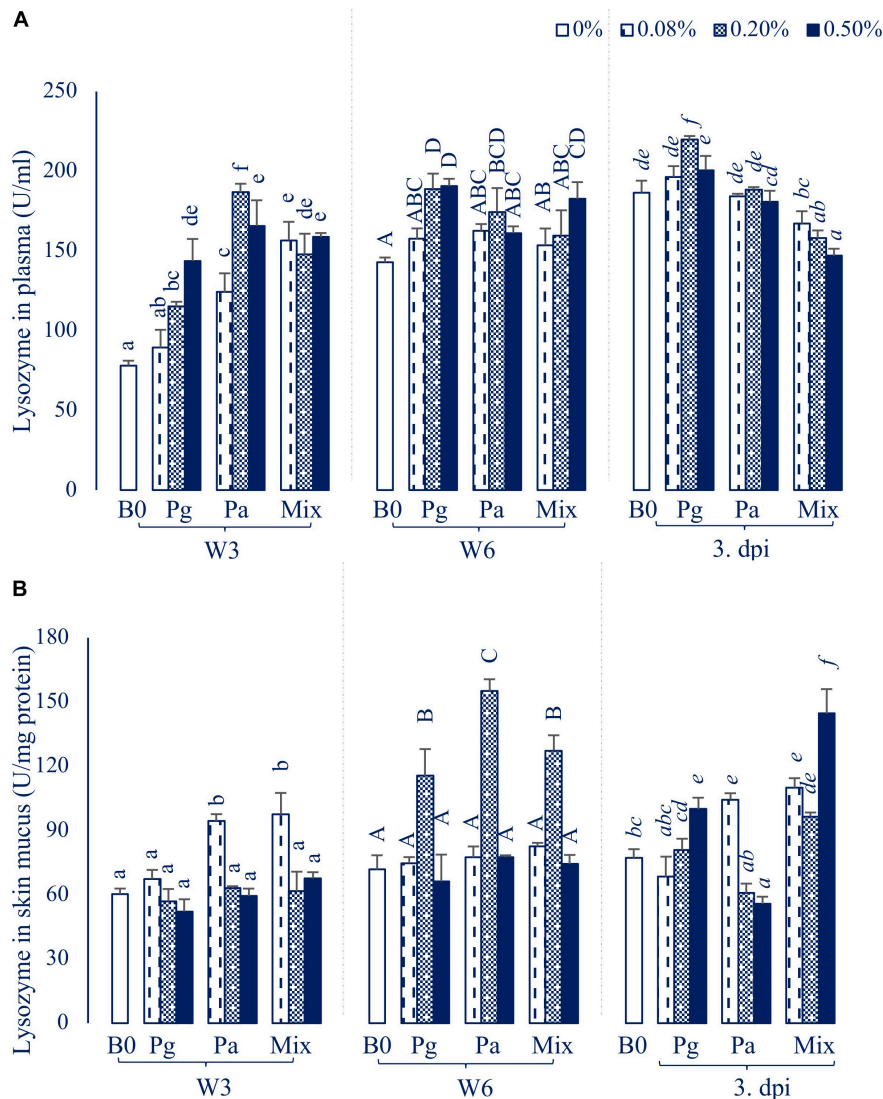 A
0% 0.08% 0.20% 0.50%
Lysozyme in plasma (U/ml)
250
200
150
100
50
0
a ab bc de c f e e de e
A ABC D D ABC BCD ABC AB ABC CD
de de f e de de cd bc ab a
B0 Pg Pa Mix B0 Pg Pa Mix B0 Pg Pa Mix
W3 W6 3. dpi
B
Lysozyme in skin mucus (U/mg protein)
180
150
120
90
60
30
0
a a a a b a a b a a
A A B A A C A A B A
bc abc cd e e ab a e de f
B0 Pg Pa Mix B0 Pg Pa Mix B0 Pg Pa Mix
W3 W6 3. dpi